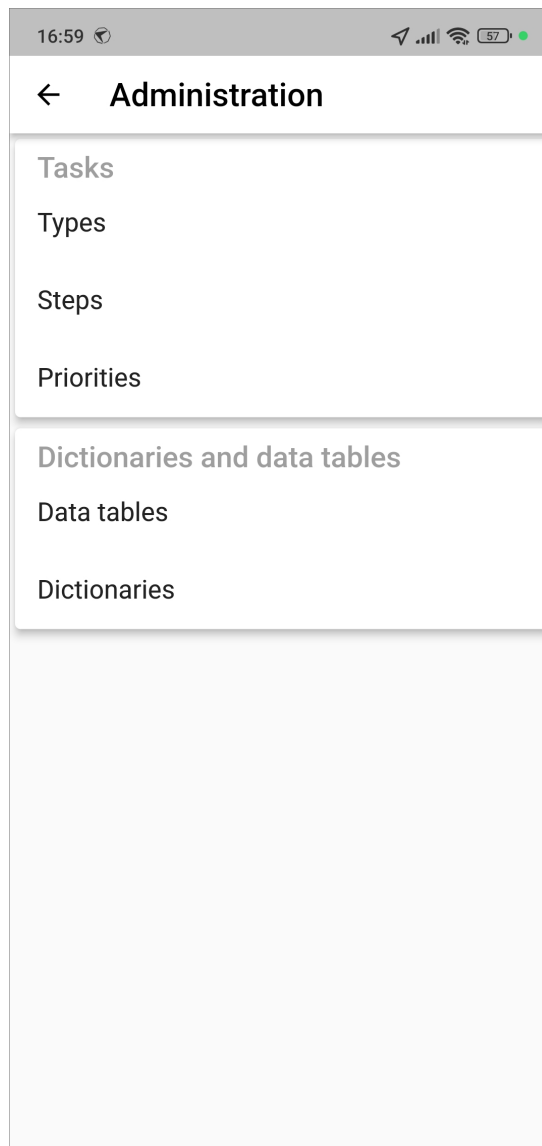 16:59
57
Administration
Tasks
Types
Steps
Priorities
Dictionaries and data tables
Data tables
Dictionaries